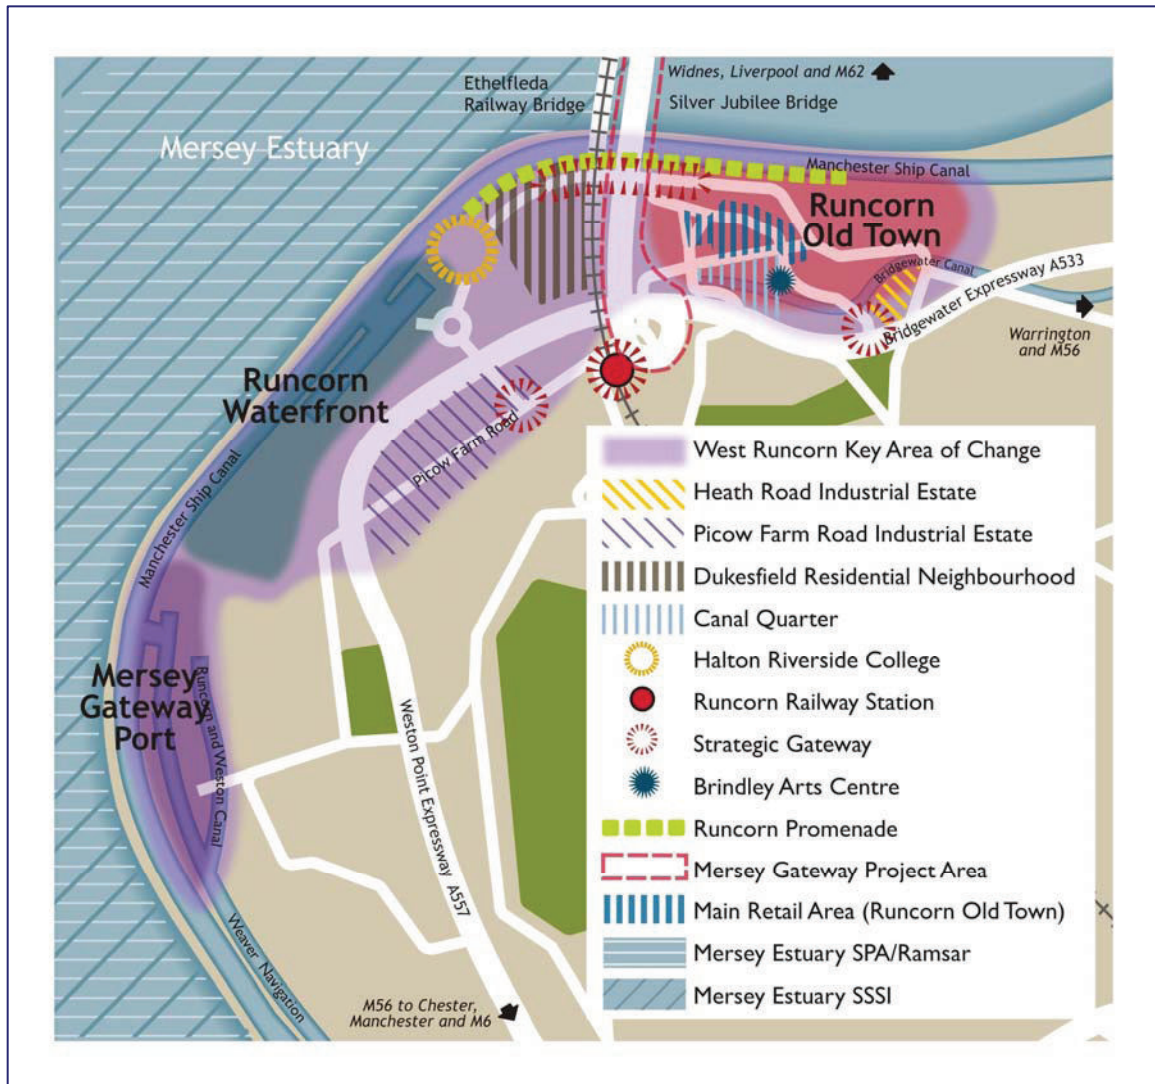 Ethelfleda
Railway Bridge
Widnes, Liverpool and M62
Silver Jubilee Bridge
Mersey Estuary
Manchester Ship Canal
Runcorn
Old Town
Bridgewater Canal
Bridgewater Expressway A533
Warrington
and M56
Runcorn
Waterfront
Picow Farm Road
Manchester Ship Canal
Mersey
Gateway
Port
Runcorn and Weston Canal
Weston Point Expressway A557
Weaver Navigation
M56 to Chester,
Manchester and M6
West Runcorn Key Area of Change
Heath Road Industrial Estate
Picow Farm Road Industrial Estate
Dukesfield Residential Neighbourhood
Canal Quarter
Halton Riverside College
Runcorn Railway Station
Strategic Gateway
Brindley Arts Centre
Runcorn Promenade
Mersey Gateway Project Area
Main Retail Area (Runcorn Old Town)
Mersey Estuary SPA/Ramsar
Mersey Estuary SSSI